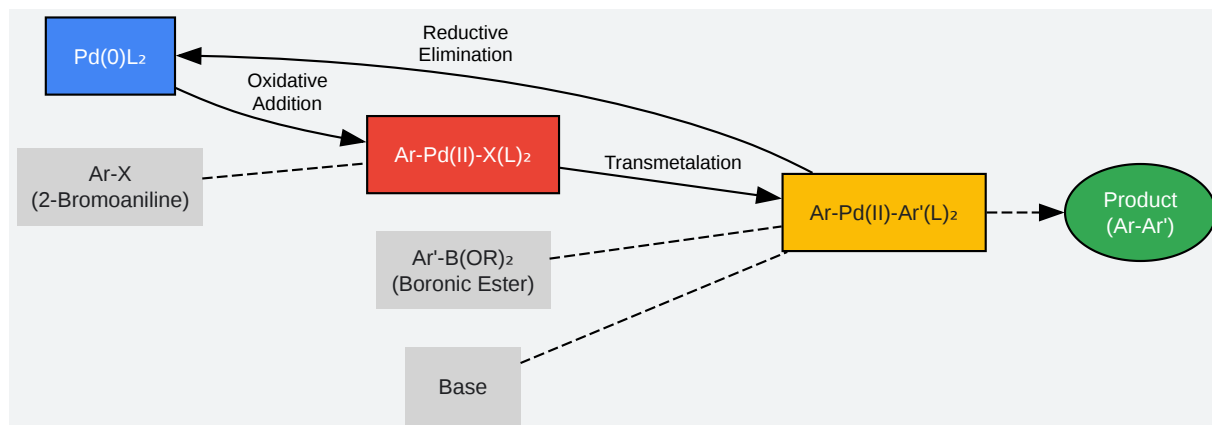 Pd(0)L₂
Reductive
Elimination
Oxidative
Addition
Ar-Pd(II)-X(L)₂
Transmetalation
Ar-X
(2-Bromoaniline)
Ar-Pd(II)-Ar'(L)₂
Product
(Ar-Ar')
Ar'-B(OR)₂
(Boronic Ester)
Base